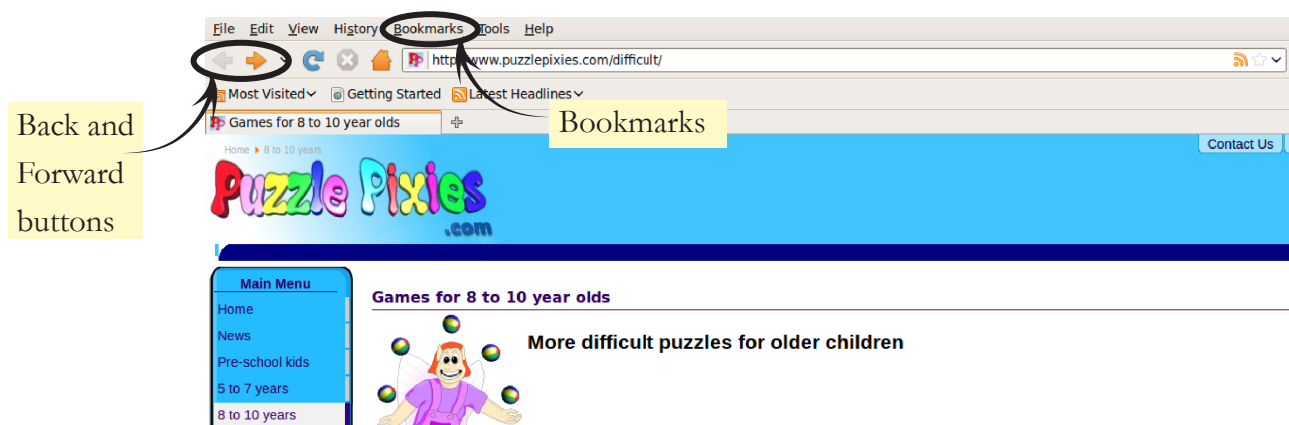 File Edit View History Bookmarks Tools Help
http://www.puzzlepixies.com/difficult/
Most Visited Getting Started Latest Headlines
Games for 8 to 10 year olds
Back and
Forward
buttons
Bookmarks
Home 8 to 10 years
Contact Us
Puzzle Pixies
.com
Main Menu
Home
News
Pre-school kids
5 to 7 years
8 to 10 years
Games for 8 to 10 year olds
More difficult puzzles for older children